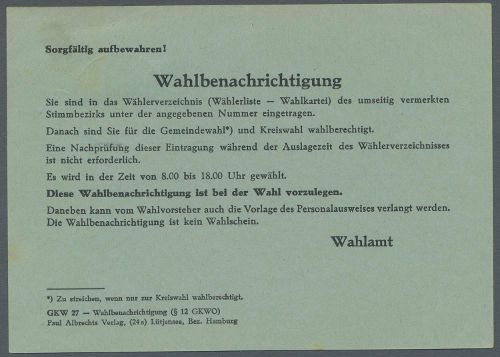 Sorgfältig aufbewahren!
Wahlbenachrichtigung
Sie sind in das Wählerverzeichnis (Wählerliste — Wahlkartei) des umseitig vermerkten
Stimmbezirks unter der angegebenen Nummer eingetragen.
Danach sind Sie für die Gemeindewahl*) und Kreiswahl wahlberechtigt.
Eine Nachprüfung dieser Eintragung während der Auslagezeit des Wählerverzeichnisses
ist nicht erforderlich.
Es wird in der Zeit von 8.00 bis 18.00 Uhr gewählt.
Diese Wahlbenachrichtigung ist bei der Wahl vorzulegen.
Daneben kann vom Wahlvorsteher auch die Vorlage des Personalausweises verlangt werden.
Die Wahlbenachrichtigung ist kein Wahlschein.
Wahlamt
*) Zu streichen, wenn nur zur Kreiswahl wahlberechtigt.
GKW 27 — Wahlbenachrichtigung (§ 12 GKWO)
Paul Albrechts Verlag, (24a) Lütjensee, Bez. Hamburg